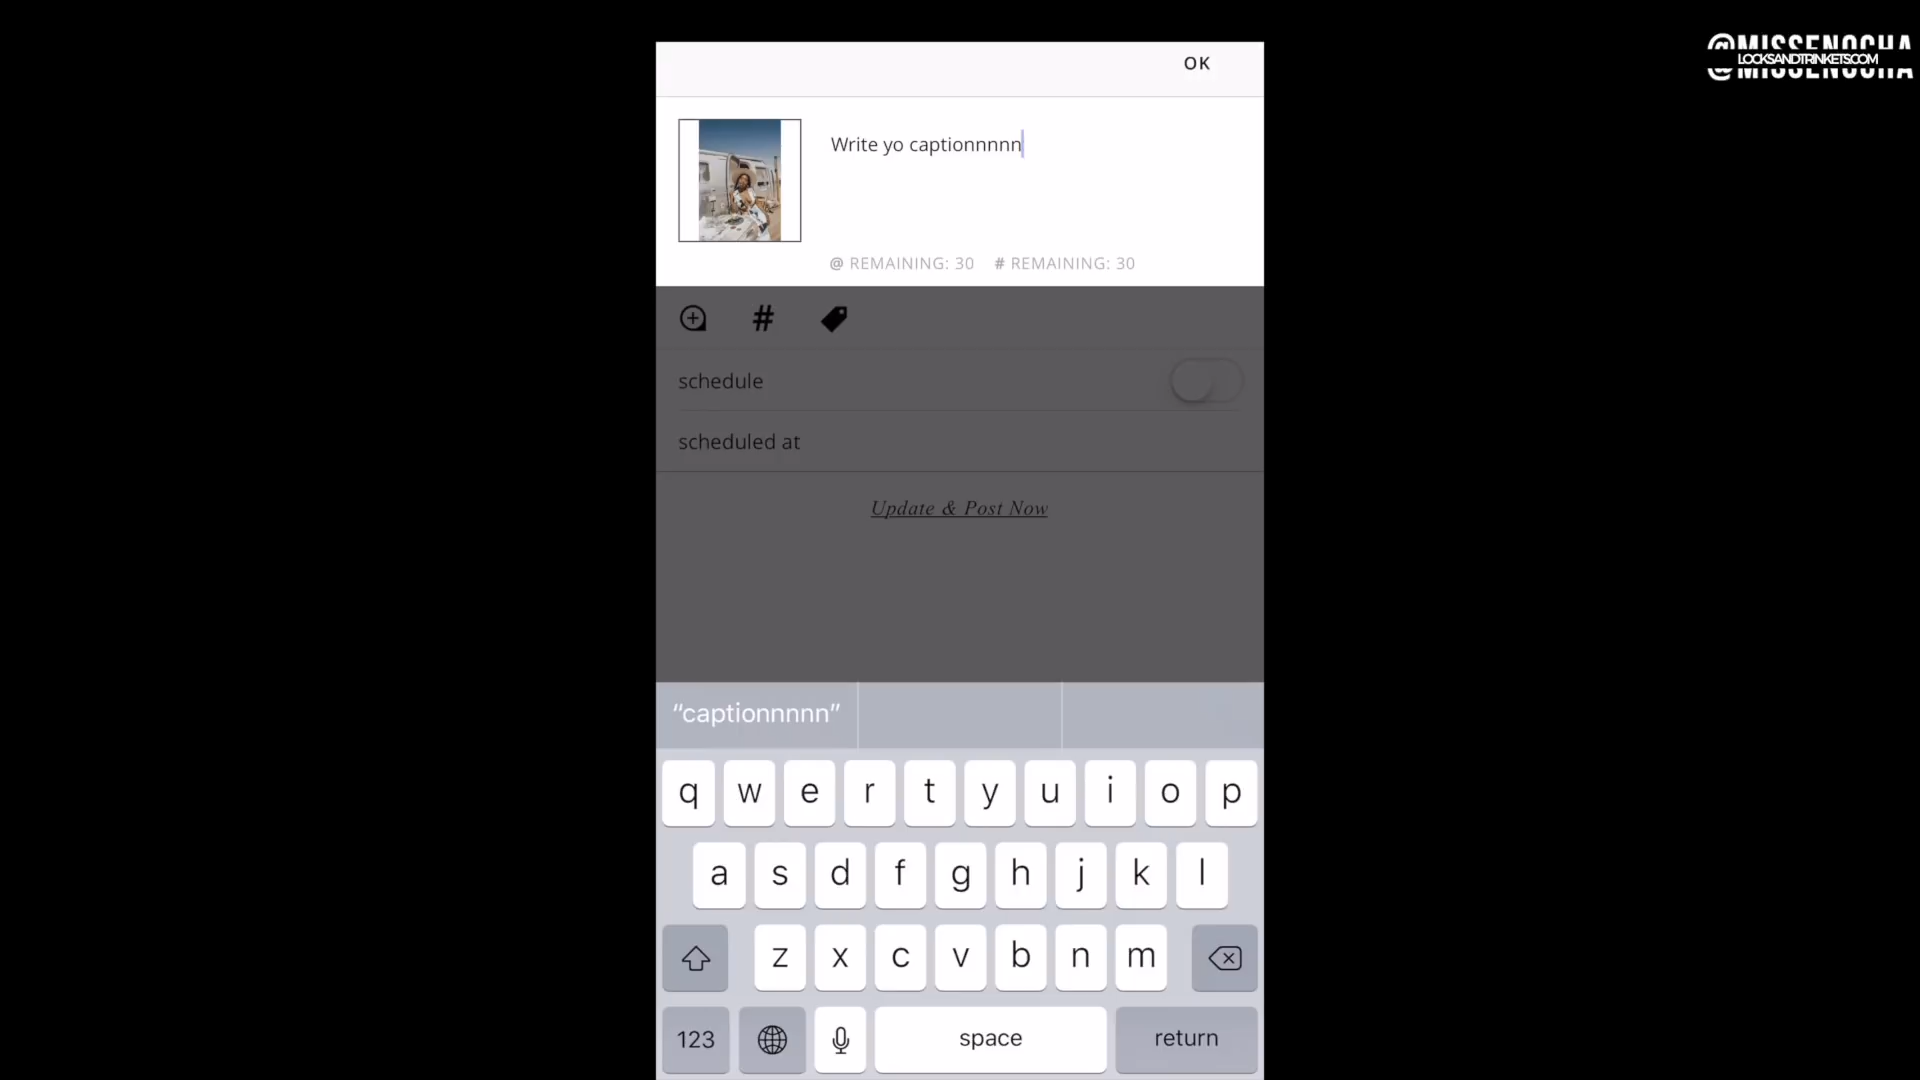 @MISSENOCHA
LOCKSANDTRINKETS.COM
@MISSENOCHA
OK
Write yo captionnnnn
@ REMAINING: 30 # REMAINING: 30
#
schedule
scheduled at
Update & Post Now
“captionnnnn”
q w e r t y u i o p
a s d f g h j k l
z x c v b n m
123 space return